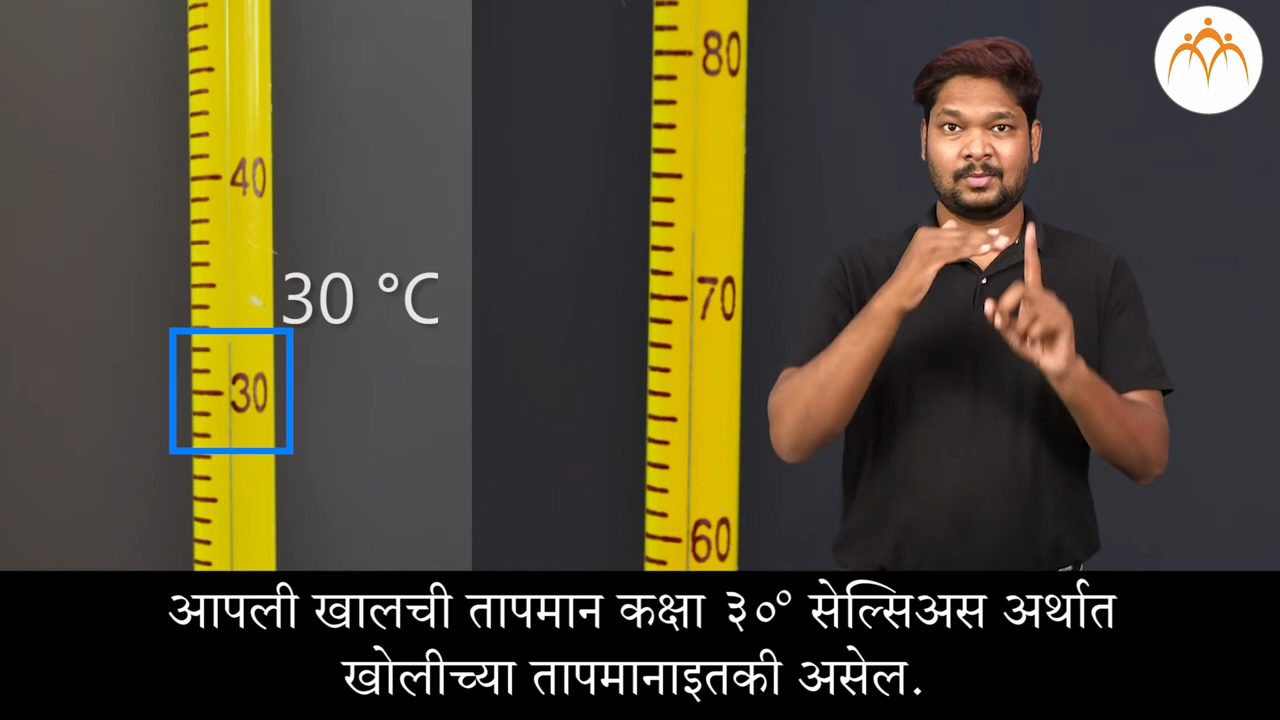 80
40
30 °C
70
30
60
आपली खालची तापमान कक्षा ३०° सेल्सिअस अर्थात
खोलीच्या तापमानाइतकी असेल.